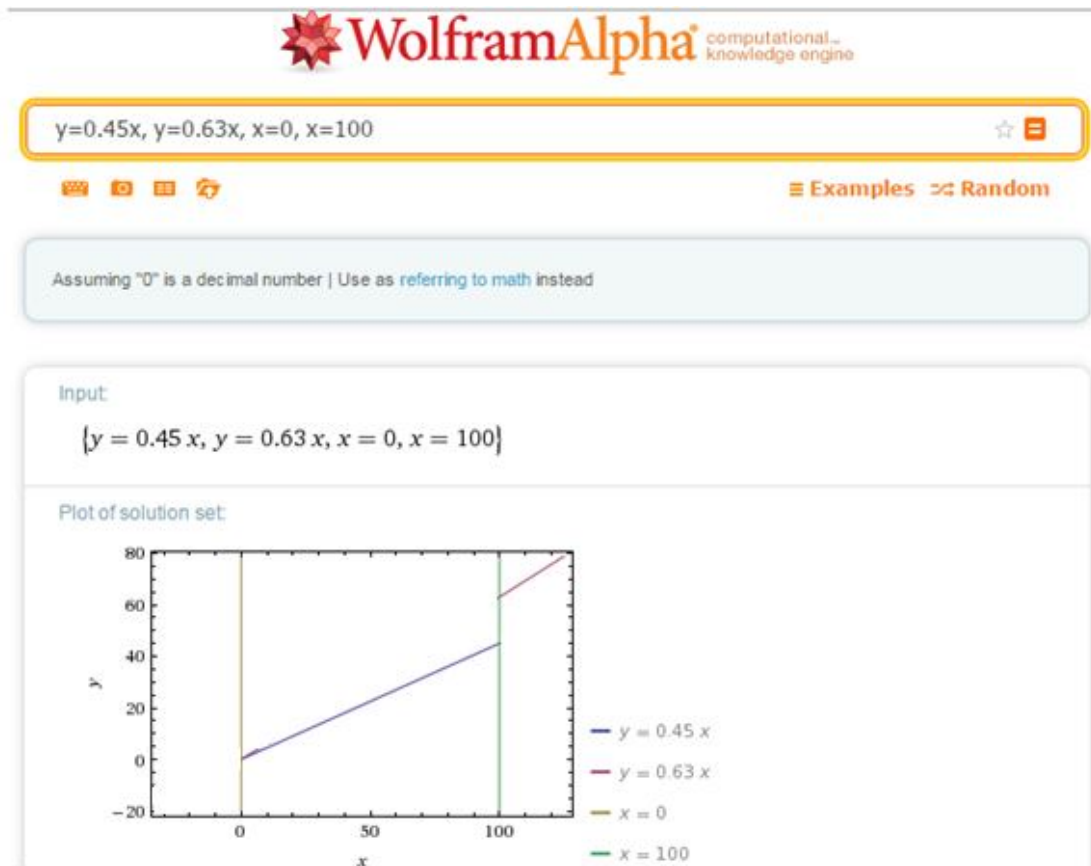 WolframAlpha computational... knowledge engine
y=0.45x, y=0.63x, x=0, x=100
Examples Random
Assuming "0" is a decimal number | Use as referring to math instead
Input:
{y = 0.45 x, y = 0.63 x, x = 0, x = 100}
Plot of solution set:
80
60
40
20
0
−20
y
0 50 100
x
y = 0.45 x
y = 0.63 x
x = 0
x = 100